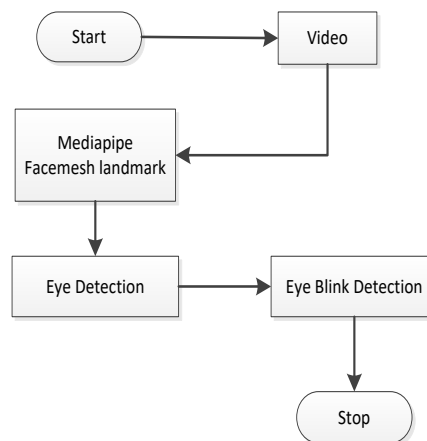 Start
Video
Mediapipe
Facemesh landmark
Eye Detection
Eye Blink Detection
Stop